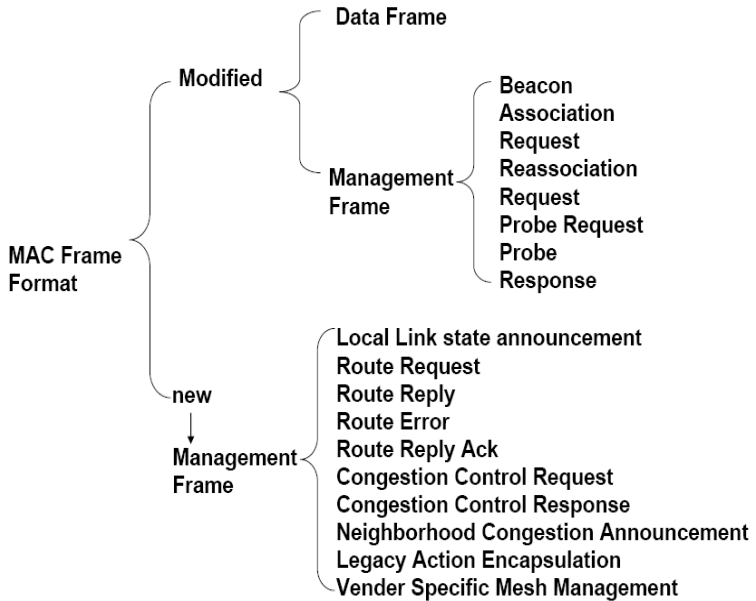 MAC Frame
Format
Modified
Data Frame
Management
Frame
Beacon
Association
Request
Reassociation
Request
Probe Request
Probe
Response
new
Management
Frame
Local Link state announcement
Route Request
Route Reply
Route Error
Route Reply Ack
Congestion Control Request
Congestion Control Response
Neighborhood Congestion Announcement
Legacy Action Encapsulation
Vender Specific Mesh Management